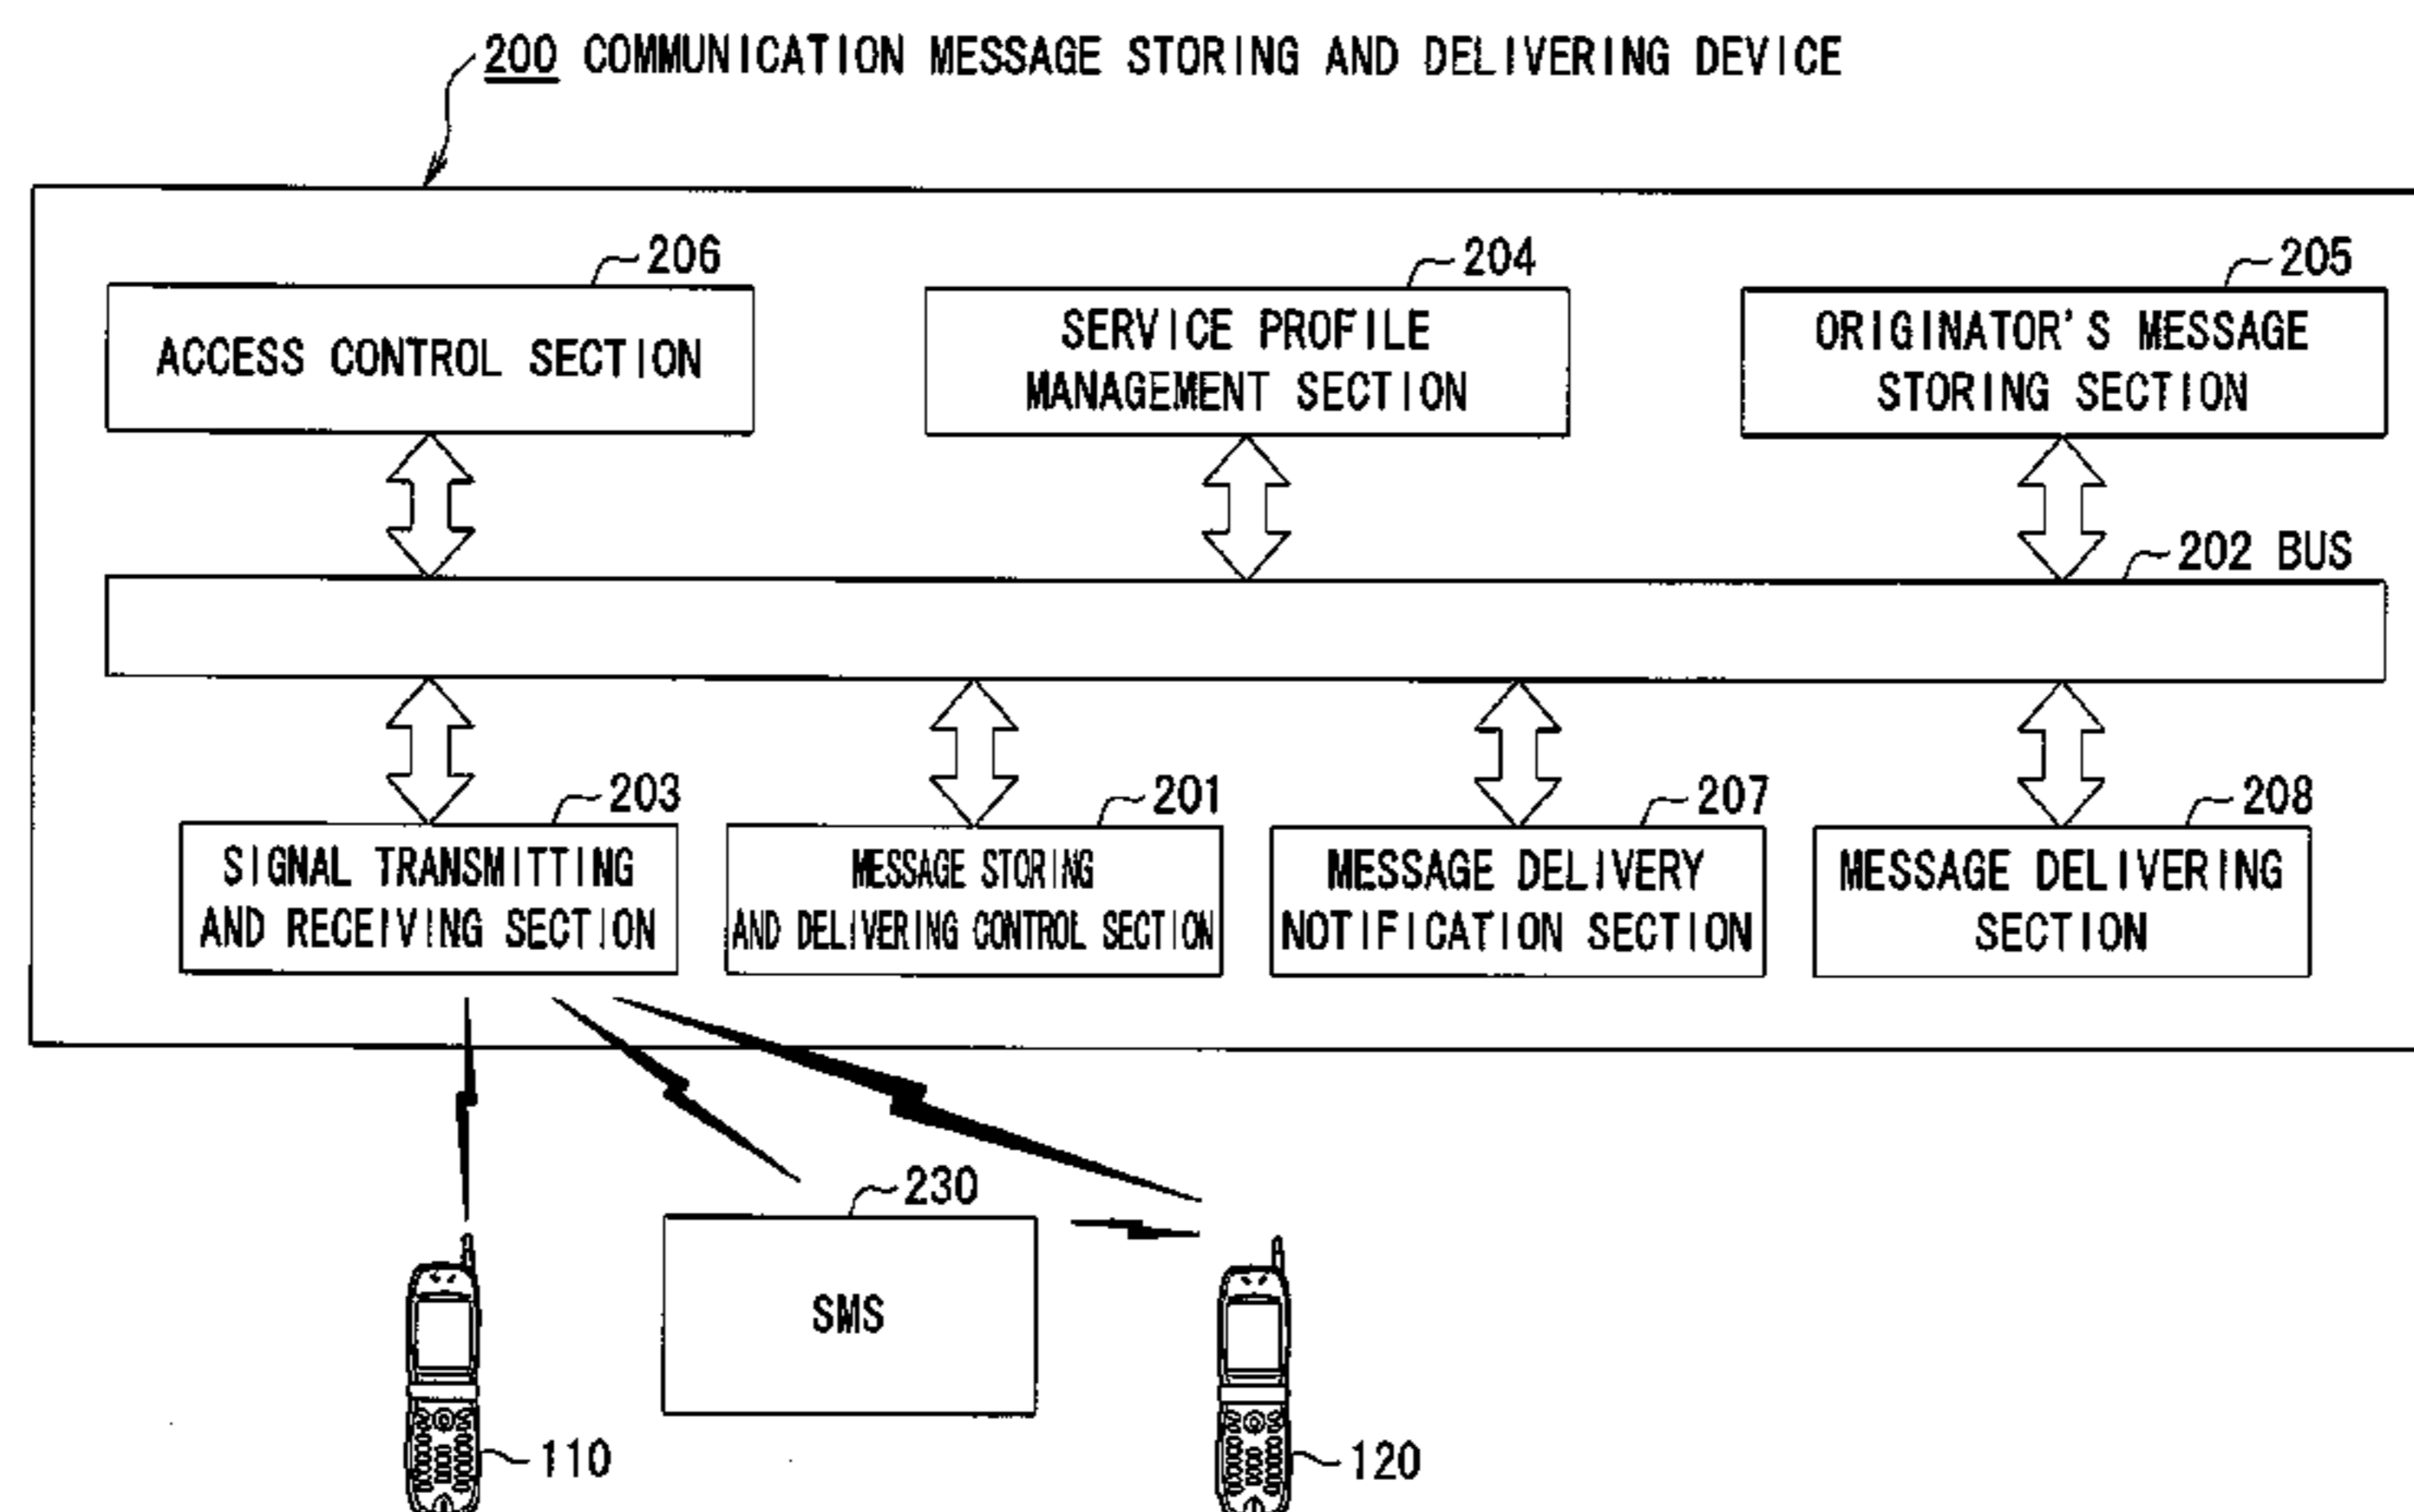 200 COMMUNICATION MESSAGE STORING AND DELIVERING DEVICE
206
204
205
ACCESS CONTROL SECTION
SERVICE PROFILE
MANAGEMENT SECTION
ORIGINATOR'S MESSAGE
STORING SECTION
202 BUS
203
201
207
208
SIGNAL TRANSMITTING
AND RECEIVING SECTION
MESSAGE STORING
AND DELIVERING CONTROL SECTION
MESSAGE DELIVERY
NOTIFICATION SECTION
MESSAGE DELIVERING
SECTION
230
SMS
110
120